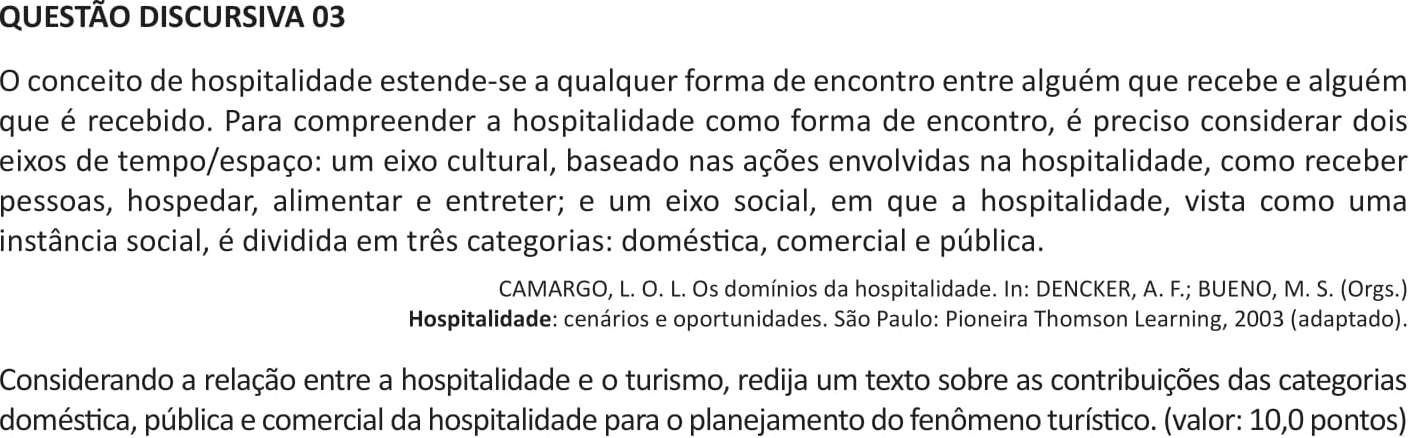 QUESTÃO DISCURSIVA 03
O conceito de hospitalidade estende-se a qualquer forma de encontro entre alguém que recebe e alguém
que é recebido. Para compreender a hospitalidade como forma de encontro, é preciso considerar dois
eixos de tempo/espaço: um eixo cultural, baseado nas ações envolvidas na hospitalidade, como receber
pessoas, hospedar, alimentar e entreter; e um eixo social, em que a hospitalidade, vista como uma
instância social, é dividida em três categorias: doméstica, comercial e pública.
CAMARGO, L. O. L. Os domínios da hospitalidade. In: DENCKER, A. F.; BUENO, M. S. (Orgs.)
Hospitalidade: cenários e oportunidades. São Paulo: Pioneira Thomson Learning, 2003 (adaptado).
Considerando a relação entre a hospitalidade e o turismo, redija um texto sobre as contribuições das categorias
doméstica, pública e comercial da hospitalidade para o planejamento do fenômeno turístico. (valor: 10,0 pontos)